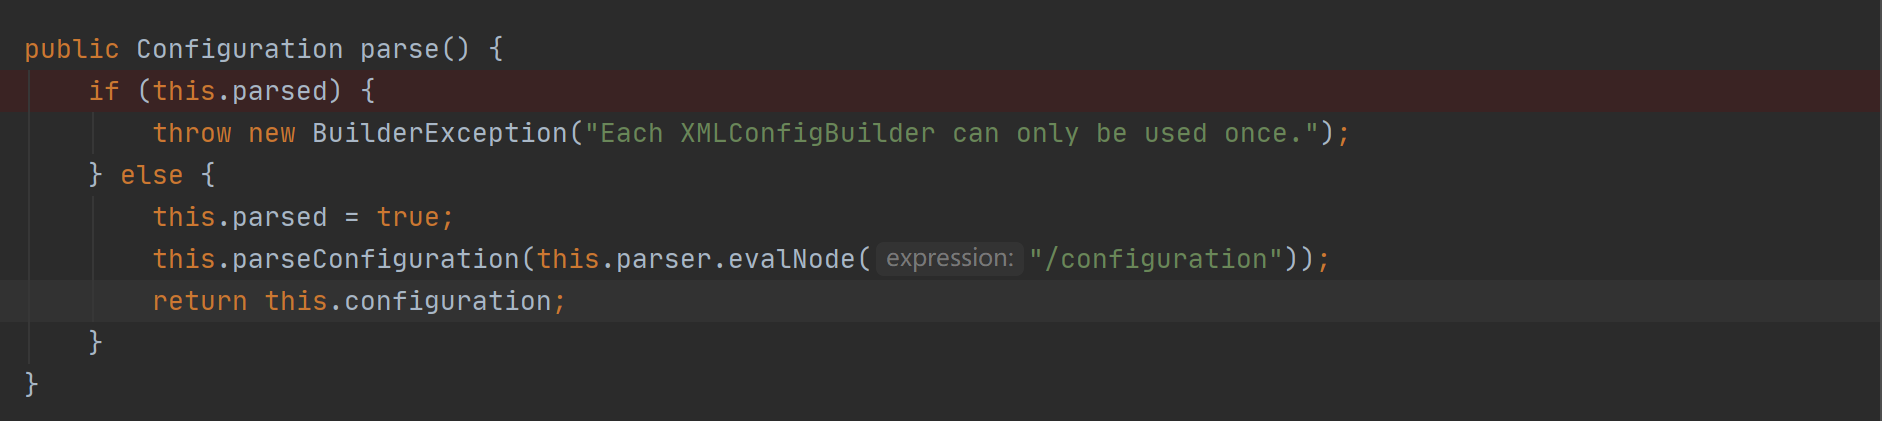 public Configuration parse() {
if (this.parsed) {
throw new BuilderException("Each XMLConfigBuilder can only be used once.");
} else {
this.parsed = true;
this.parseConfiguration(this.parser.evalNode( expression: "/configuration"));
return this.configuration;
}
}